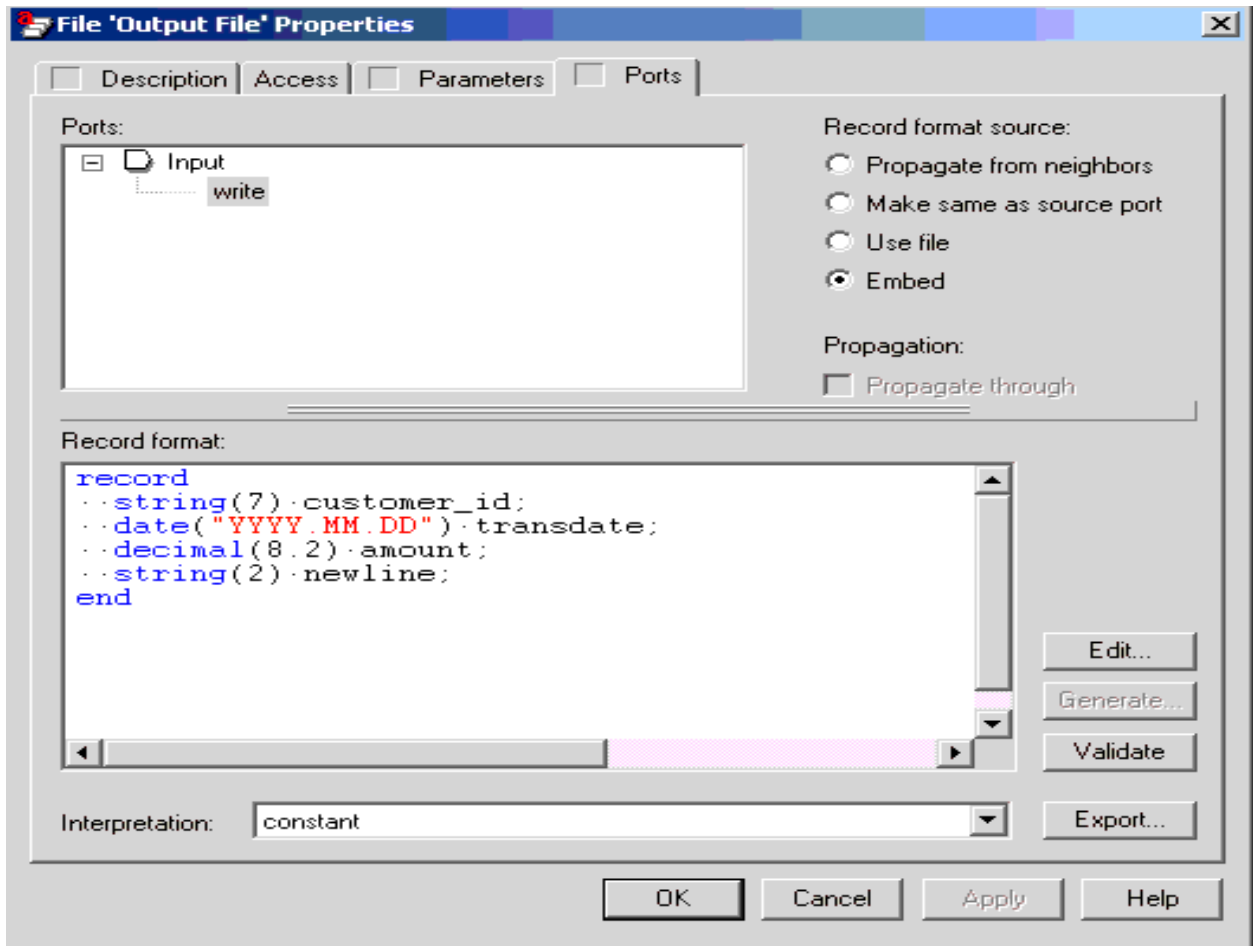 File 'Output File' Properties
Description Access Parameters Ports
Ports:
Input
write
Record format source:
Propagate from neighbors
Make same as source port
Use file
Embed
Propagation:
Propagate through
Record format:
record
··string(7)·customer_id;
··date("YYYY.MM.DD")·transdate;
··decimal(8.2)·amount;
··string(2)·newline;
end
Edit...
Generate...
Validate
Interpretation: constant Export...
OK Cancel Apply Help